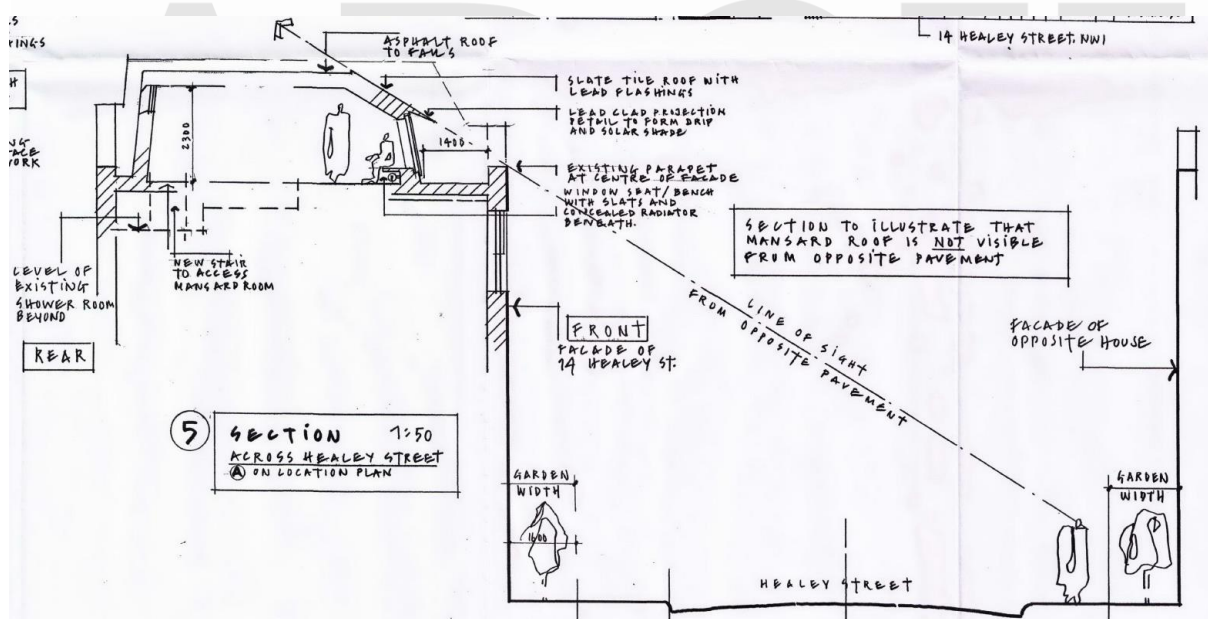 14 HEALEY STREET, NW1
ASPHALT ROOF
TO FALLS
SLATE TILE ROOF WITH
LEAD FLASHINGS
LEAD CLAD PROJECTION
DETAIL TO FORM DRIP
AND SOLAR SHADE
2300
1400
EXISTING PARAPET
AT CENTRE OF FACADE
WINDOW SEAT/BENCH
WITH SLATS AND
CONCEALED RADIATOR
BENEATH.
SECTION TO ILLUSTRATE THAT
MANSARD ROOF IS NOT VISIBLE
FROM OPPOSITE PAVEMENT
LEVEL OF
EXISTING
SHOWER ROOM
BEYOND
NEW STAIR
TO ACCESS
MANSARD ROOM
REAR
FRONT
FACADE OF
14 HEALEY ST.
LINE OF SIGHT
FROM OPPOSITE PAVEMENT
FACADE OF
OPPOSITE HOUSE
5
SECTION 1:50
ACROSS HEALEY STREET
A ON LOCATION PLAN
GARDEN
WIDTH
1600
HEALEY STREET
GARDEN
WIDTH